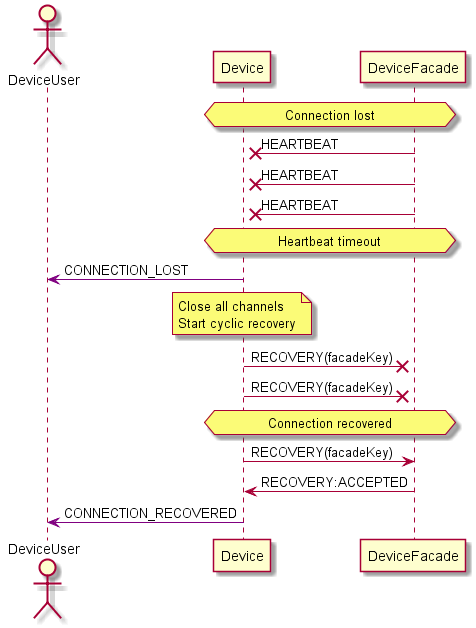 DeviceUser
Device
DeviceFacade
Connection lost
HEARTBEAT
HEARTBEAT
HEARTBEAT
Heartbeat timeout
CONNECTION_LOST
Close all channels
Start cyclic recovery
RECOVERY(facadeKey)
RECOVERY(facadeKey)
Connection recovered
RECOVERY(facadeKey)
RECOVERY:ACCEPTED
CONNECTION_RECOVERED
DeviceUser
Device
DeviceFacade